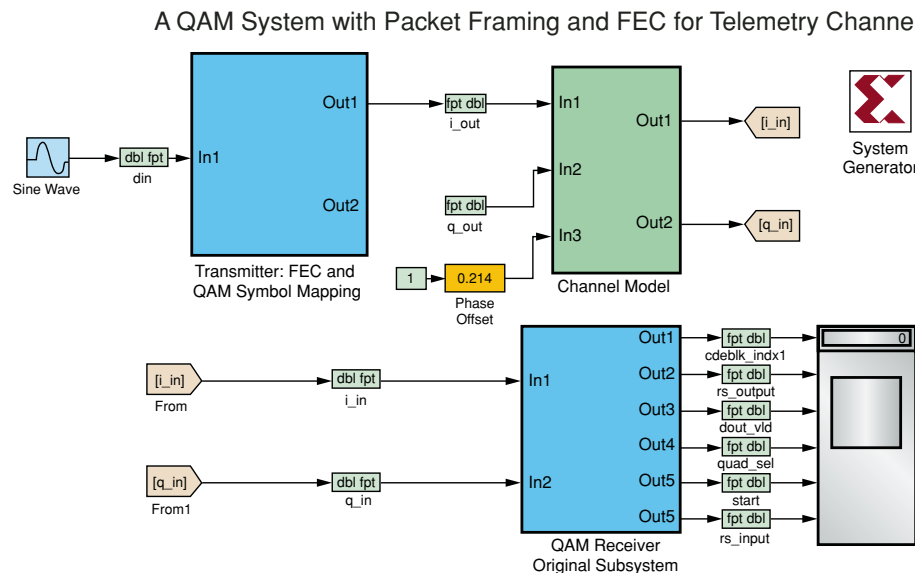 A QAM System with Packet Framing and FEC for Telemetry Channe
Sine Wave
dbl fpt
din
In1
Out1
Out2
Transmitter: FEC and
QAM Symbol Mapping
fpt dbl
i_out
fpt dbl
q_out
1
0.214
Phase
Offset
In1
In2
In3
Out1
Out2
Channel Model
[i_in]
[q_in]
System
Generator
[i_in]
From
dbl fpt
i_in
[q_in]
From1
dbl fpt
q_in
In1
In2
Out1
Out2
Out3
Out4
Out5
Out5
QAM Receiver
Original Subsystem
fpt dbl
cdeblk_indx1
fpt dbl
rs_output
fpt dbl
dout_vld
fpt dbl
quad_sel
fpt dbl
start
fpt dbl
rs_input
0